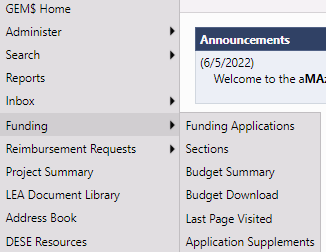 GEM$ Home
Administer
Search
Reports
Inbox
Funding
Reimbursement Requests
Project Summary
LEA Document Library
Address Book
DESE Resources
Announcements
(6/5/2022)
Welcome to the aMA
Funding Applications
Sections
Budget Summary
Budget Download
Last Page Visited
Application Supplements